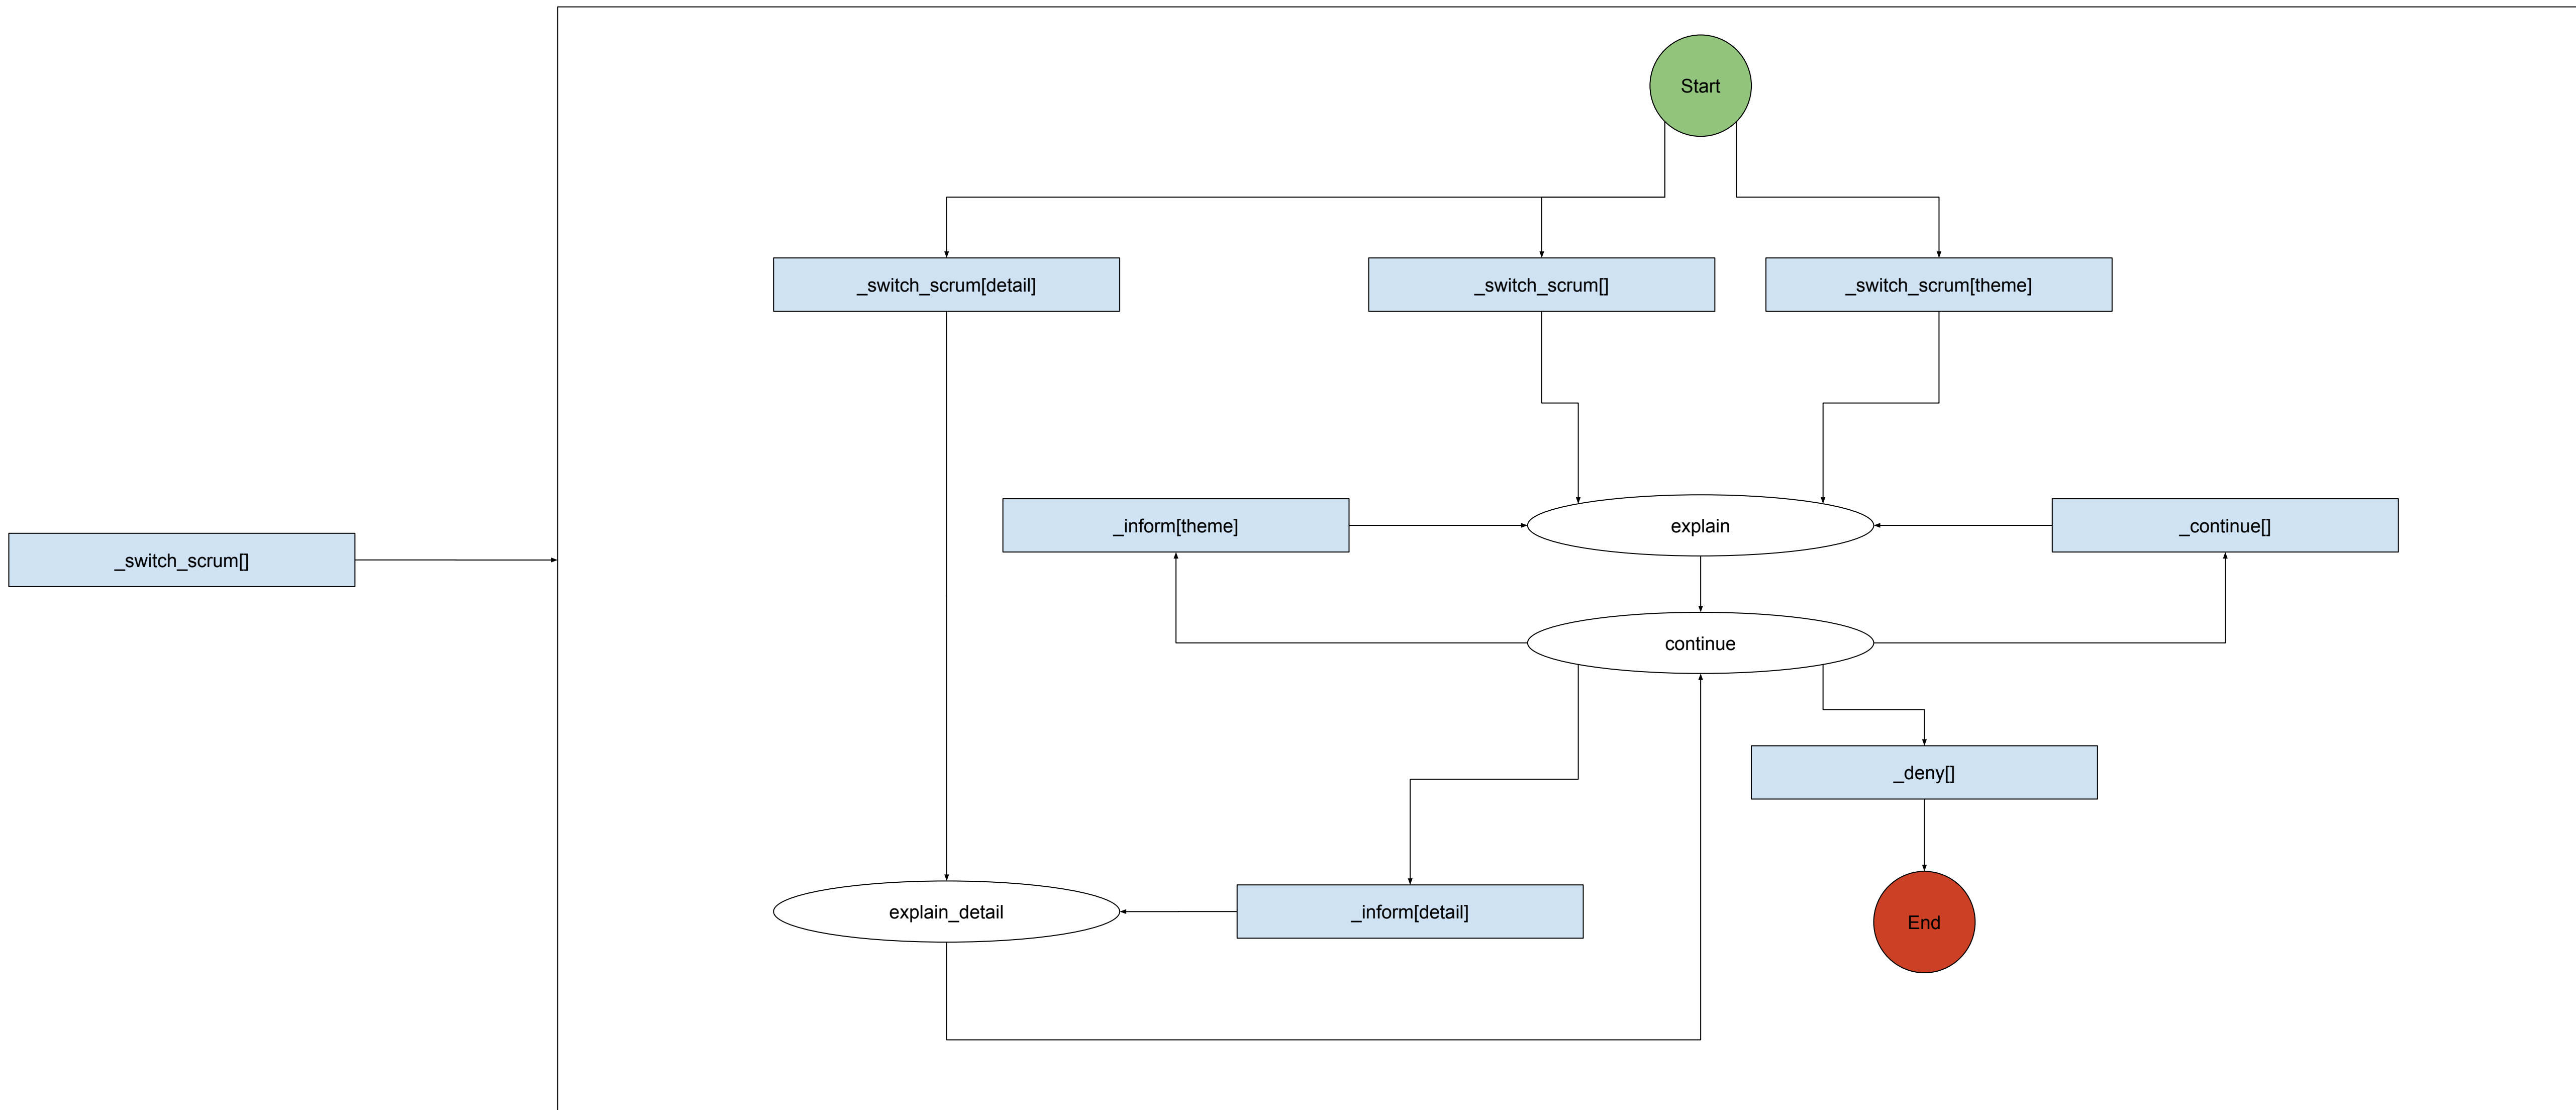 Start
_switch_scrum[detail]
_switch_scrum[]
_switch_scrum[theme]
_inform[theme]
explain
_continue[]
_switch_scrum[]
continue
_deny[]
explain_detail
_inform[detail]
End